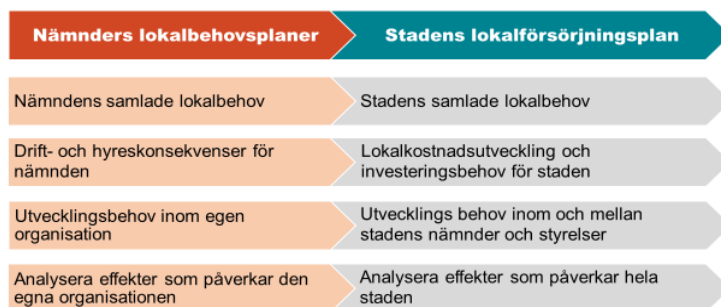 Nämnders lokalbehovsplaner
Stadens lokalförsörjningsplan
Nämndens samlade lokalbehov
Stadens samlade lokalbehov
Drift- och hyreskonsekvenser för
nämnden
Lokalkostnadsutveckling och
investeringsbehov för staden
Utvecklingsbehov inom egen
organisation
Utvecklings behov inom och mellan
stadens nämnder och styrelser
Analysera effekter som påverkar den
egna organisationen
Analysera effekter som påverkar hela
staden